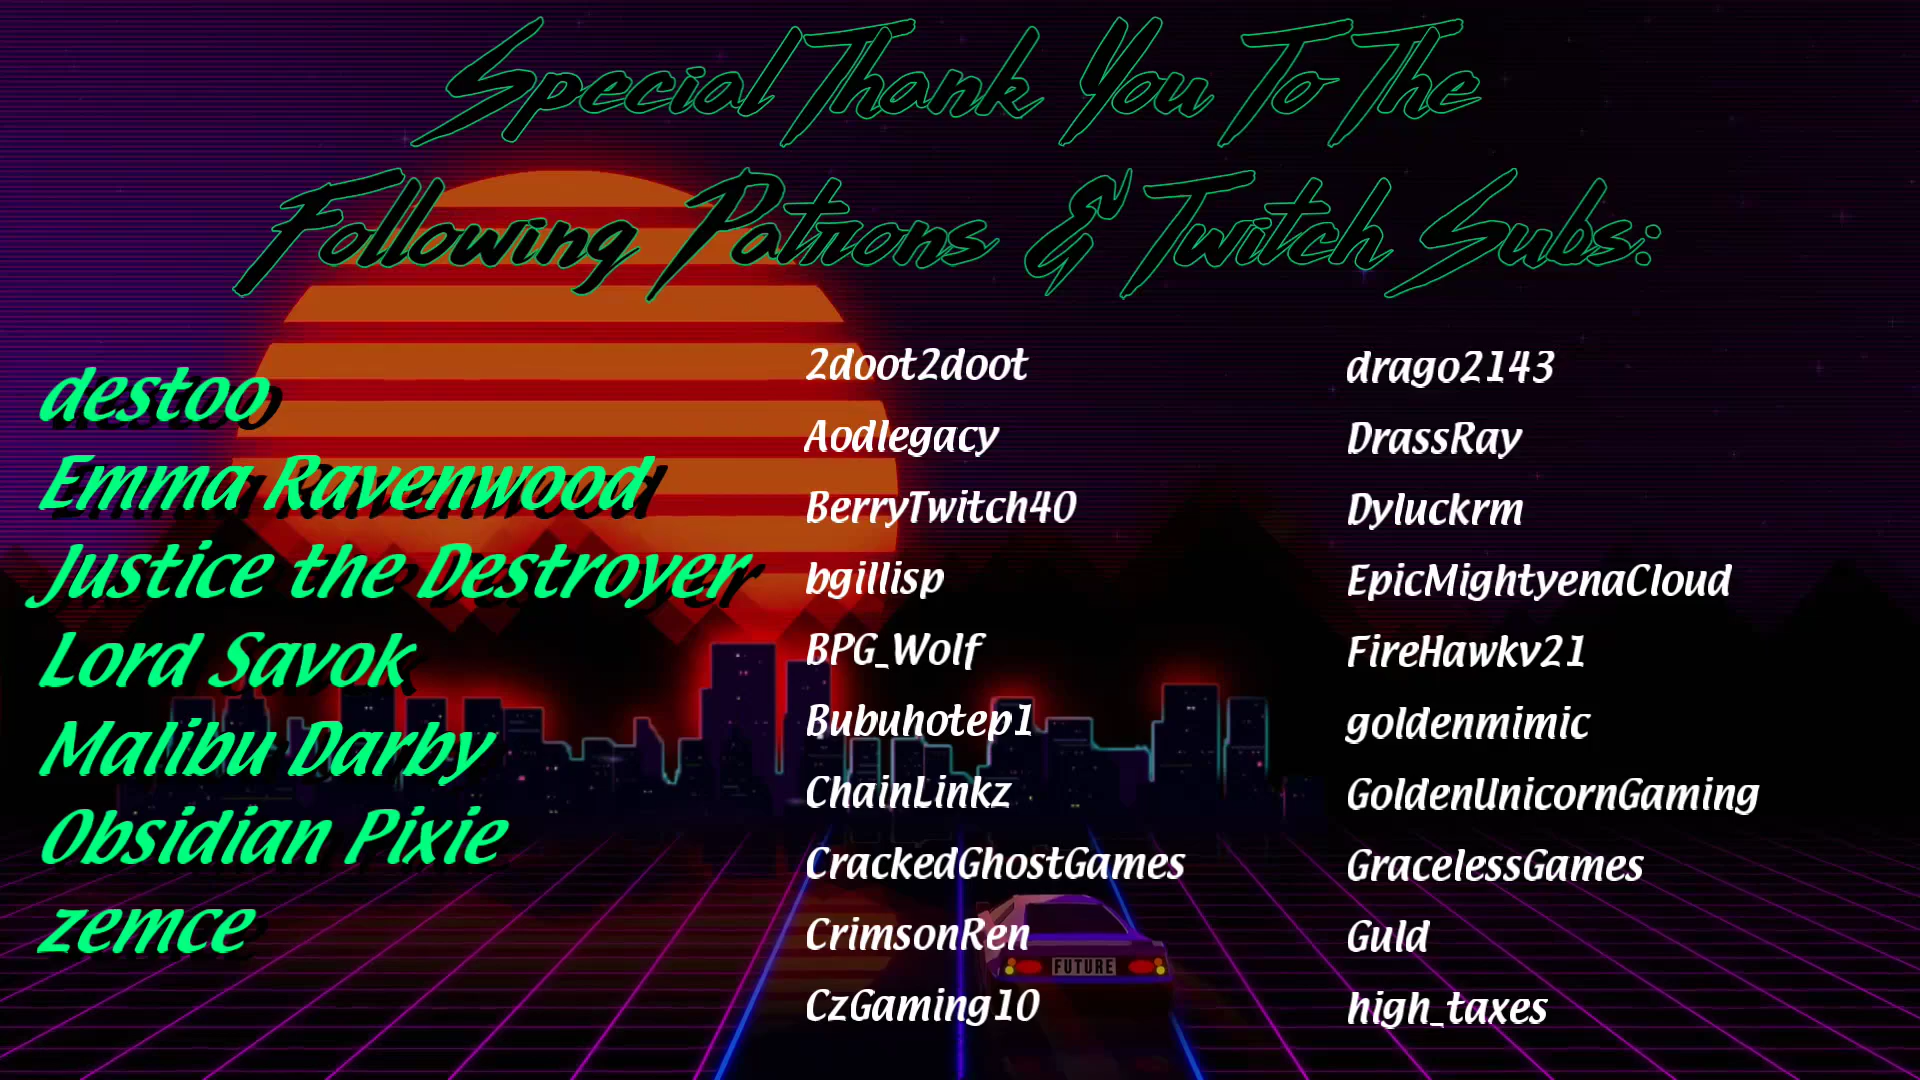 Special Thank You To The
Following Patrons & Twitch Subs:
destoo
Emma Ravenwood
Justice the Destroyer
Lord Savok
Malibu Darby
Obsidian Pixie
zemce
2doot2doot
Aodlegacy
BerryTwitch40
bgillisp
BPG_Wolf
Bubuhotep1
ChainLinkz
CrackedGhostGames
CrimsonRen
CzGaming10
drago2143
DrassRay
Dyluckrm
EpicMightyenaCloud
FireHawkv21
goldenmimic
GoldenUnicornGaming
GracelessGames
Guld
high_taxes
FUTURE